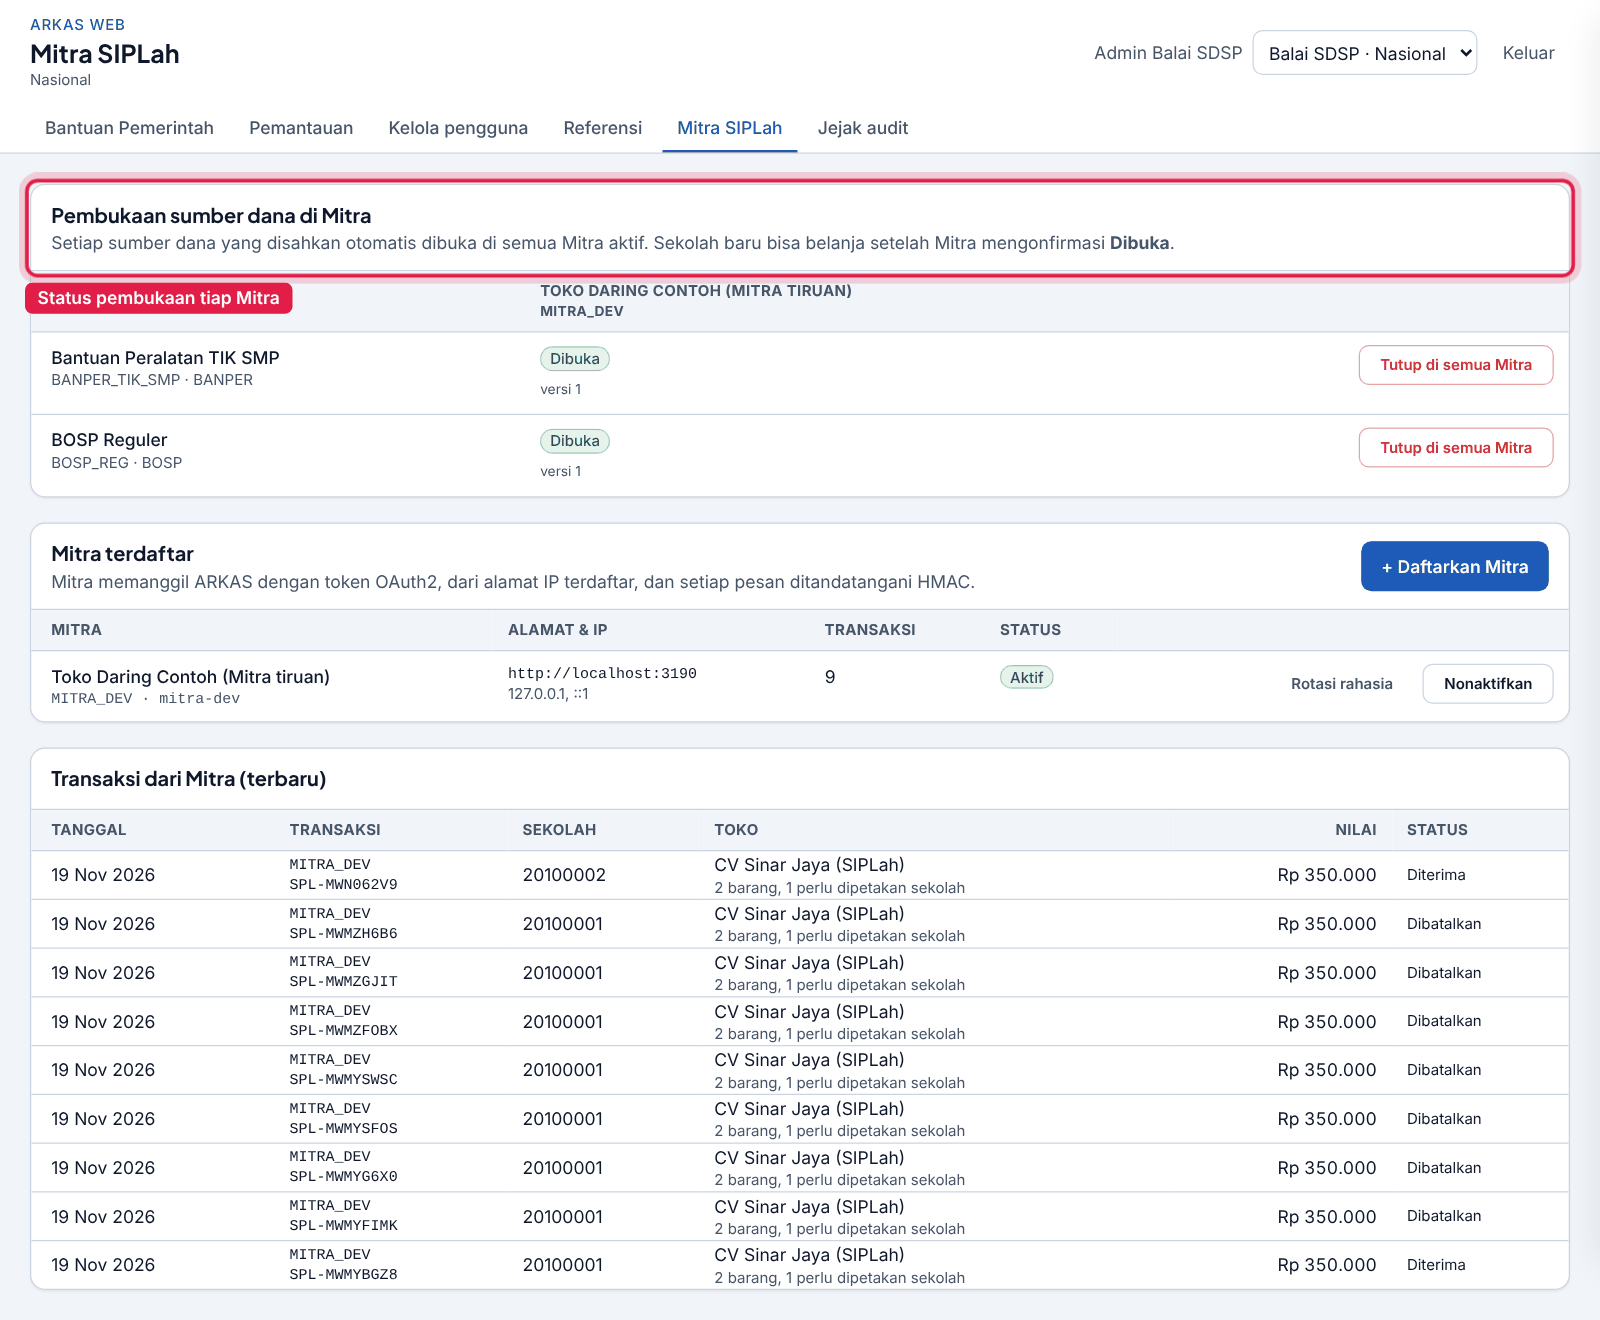 ARKAS WEB
Mitra SIPLah
Nasional
Admin Balai SDSP
Balai SDSP · Nasional
Keluar
Bantuan Pemerintah
Pemantauan
Kelola pengguna
Referensi
Mitra SIPLah
Jejak audit
Pembukaan sumber dana di Mitra
Setiap sumber dana yang disahkan otomatis dibuka di semua Mitra aktif. Sekolah baru bisa belanja setelah Mitra mengonfirmasi Dibuka.
Status pembukaan tiap Mitra
TOKO DARING CONTOH (MITRA TIRUAN)
MITRA_DEV
Bantuan Peralatan TIK SMP
BANPER_TIK_SMP · BANPER
Dibuka
versi 1
Tutup di semua Mitra
BOSP Reguler
BOSP_REG · BOSP
Dibuka
versi 1
Tutup di semua Mitra
Mitra terdaftar
Mitra memanggil ARKAS dengan token OAuth2, dari alamat IP terdaftar, dan setiap pesan ditandatangani HMAC.
+ Daftarkan Mitra
MITRA ALAMAT & IP TRANSAKSI STATUS
Toko Daring Contoh (Mitra tiruan)
MITRA_DEV · mitra-dev
http://localhost:3190
127.0.0.1, ::1
9
Aktif
Rotasi rahasia
Nonaktifkan
Transaksi dari Mitra (terbaru)
TANGGAL TRANSAKSI SEKOLAH TOKO NILAI STATUS
19 Nov 2026
MITRA_DEV
SPL-MWN062V9
20100002
CV Sinar Jaya (SIPLah)
2 barang, 1 perlu dipetakan sekolah
Rp 350.000
Diterima
19 Nov 2026
MITRA_DEV
SPL-MWMZH6B6
20100001
CV Sinar Jaya (SIPLah)
2 barang, 1 perlu dipetakan sekolah
Rp 350.000
Dibatalkan
19 Nov 2026
MITRA_DEV
SPL-MWMZGJIT
20100001
CV Sinar Jaya (SIPLah)
2 barang, 1 perlu dipetakan sekolah
Rp 350.000
Dibatalkan
19 Nov 2026
MITRA_DEV
SPL-MWMZFOBX
20100001
CV Sinar Jaya (SIPLah)
2 barang, 1 perlu dipetakan sekolah
Rp 350.000
Dibatalkan
19 Nov 2026
MITRA_DEV
SPL-MWMYSWSC
20100001
CV Sinar Jaya (SIPLah)
2 barang, 1 perlu dipetakan sekolah
Rp 350.000
Dibatalkan
19 Nov 2026
MITRA_DEV
SPL-MWMYSFOS
20100001
CV Sinar Jaya (SIPLah)
2 barang, 1 perlu dipetakan sekolah
Rp 350.000
Dibatalkan
19 Nov 2026
MITRA_DEV
SPL-MWMYG6X0
20100001
CV Sinar Jaya (SIPLah)
2 barang, 1 perlu dipetakan sekolah
Rp 350.000
Dibatalkan
19 Nov 2026
MITRA_DEV
SPL-MWMYFIMK
20100001
CV Sinar Jaya (SIPLah)
2 barang, 1 perlu dipetakan sekolah
Rp 350.000
Dibatalkan
19 Nov 2026
MITRA_DEV
SPL-MWMYBGZ8
20100001
CV Sinar Jaya (SIPLah)
2 barang, 1 perlu dipetakan sekolah
Rp 350.000
Diterima